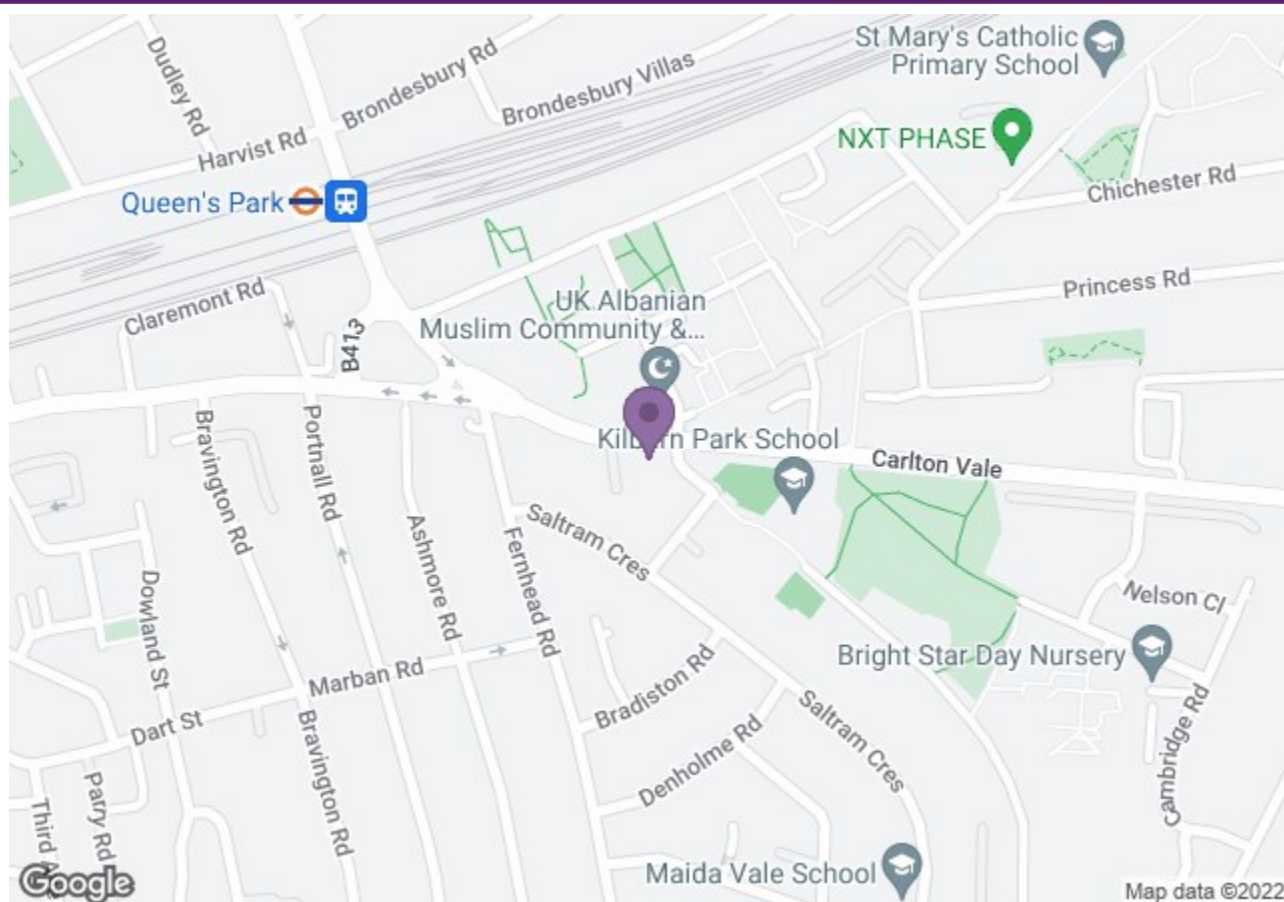 St Mary's Catholic
Primary School
Dudley Rd
Brondesbury Rd
Brondesbury Villas
NXT PHASE
Harvist Rd
Chichester Rd
Queen's Park
Princess Rd
Claremont Rd
UK Albanian
Muslim Community &...
B413
Kilburn Park School
Carlton Vale
Bravington Rd
Portnall Rd
Ashmore Rd
Fernhead Rd
Saltram Cres
Dowland St
Nelson Cl
Bright Star Day Nursery
Marban Rd
Bradiston Rd
Dart St
Bravington Rd
Denholme Rd
Saltram Cres
Cambridge Rd
Parry Rd
Third A
Maida Vale School
Google
Map data ©2022